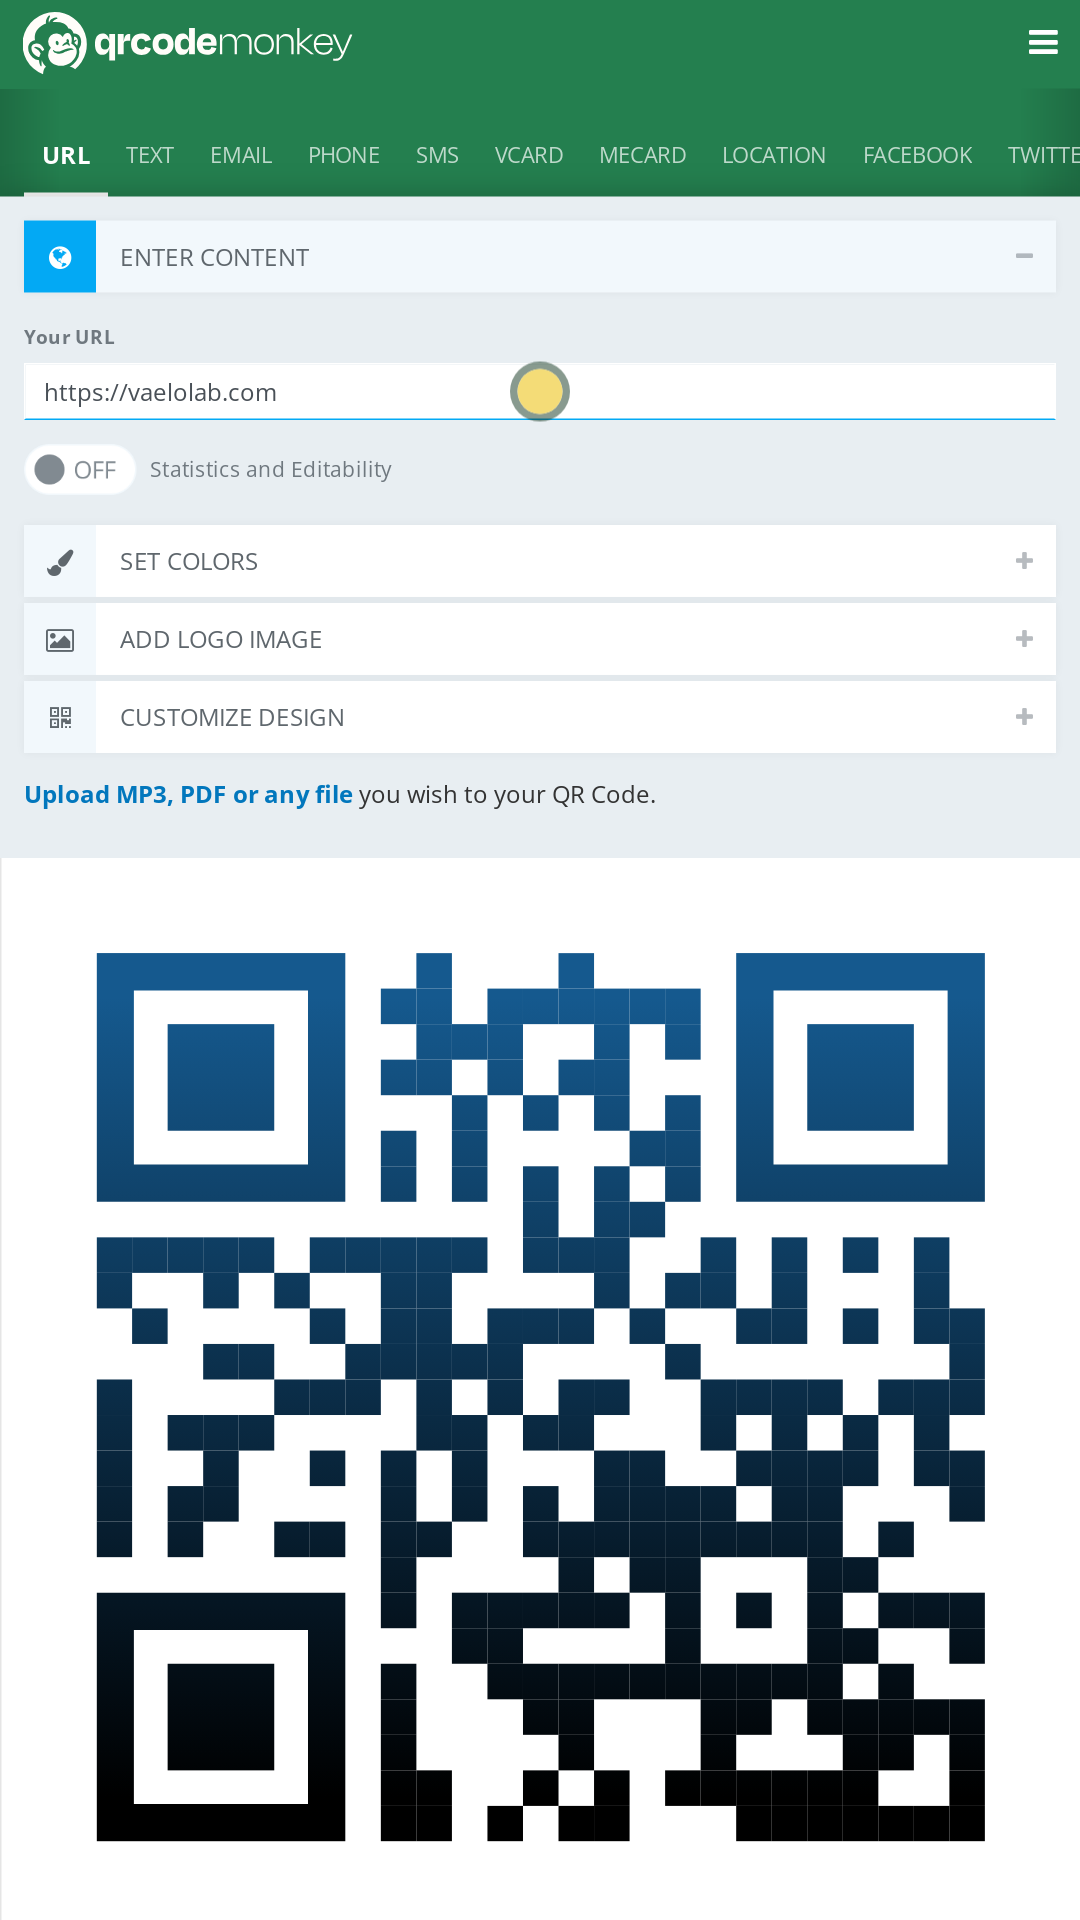 qrcodemonkey
URL TEXT EMAIL PHONE SMS VCARD MECARD LOCATION FACEBOOK TWITTE
ENTER CONTENT
Your URL
https://vaelolab.com
OFF Statistics and Editability
SET COLORS
ADD LOGO IMAGE
CUSTOMIZE DESIGN
Upload MP3, PDF or any file you wish to your QR Code.